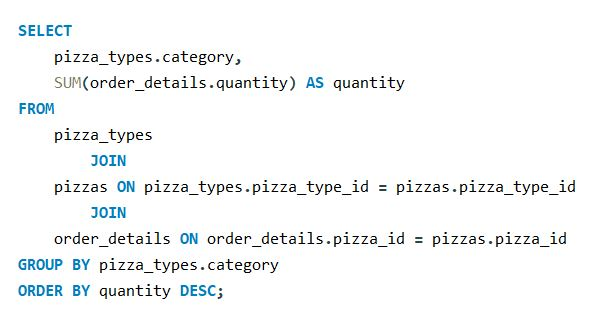 SELECT
pizza_types.category,
SUM(order_details.quantity) AS quantity
FROM
pizza_types
JOIN
pizzas ON pizza_types.pizza_type_id = pizzas.pizza_type_id
JOIN
order_details ON order_details.pizza_id = pizzas.pizza_id
GROUP BY pizza_types.category
ORDER BY quantity DESC;